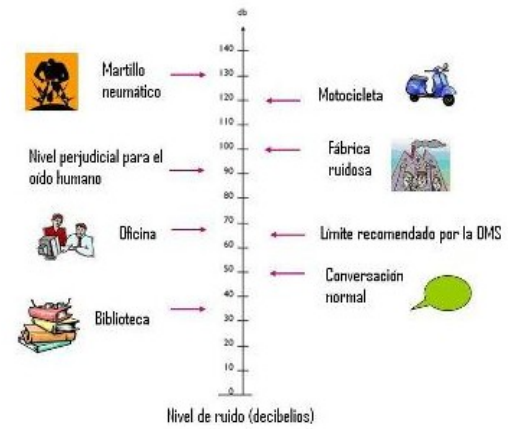 db
140
130
120
110
100
90
80
70
60
50
40
30
20
10
0
Martillo
neumático
Motocicleta
Fábrica
ruidosa
Nivel perjudicial para el
oído humano
Oficina
Límite recomendado por la OMS
Conversación
normal
Biblioteca
Nivel de ruido (decibelios)